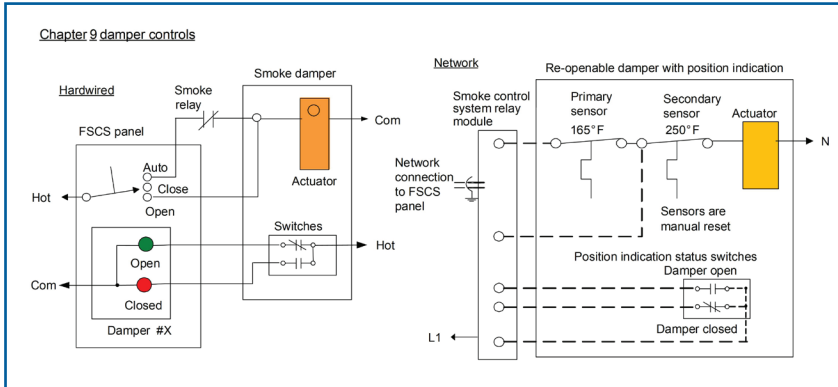 Chapter 9 damper controls
Hardwired
Smoke
relay
Smoke damper
FSCS panel
Com
Auto
Close
Open
Hot
Actuator
Switches
Hot
Open
Com
Closed
Damper #X
Network
Re-openable damper with position indication
Smoke control
system relay
module
Primary
sensor
165°F
Secondary
sensor
250°F
Actuator
N
Network
connection
to FSCS
panel
Sensors are
manual reset
Position indication status switches
Damper open
Damper closed
L1